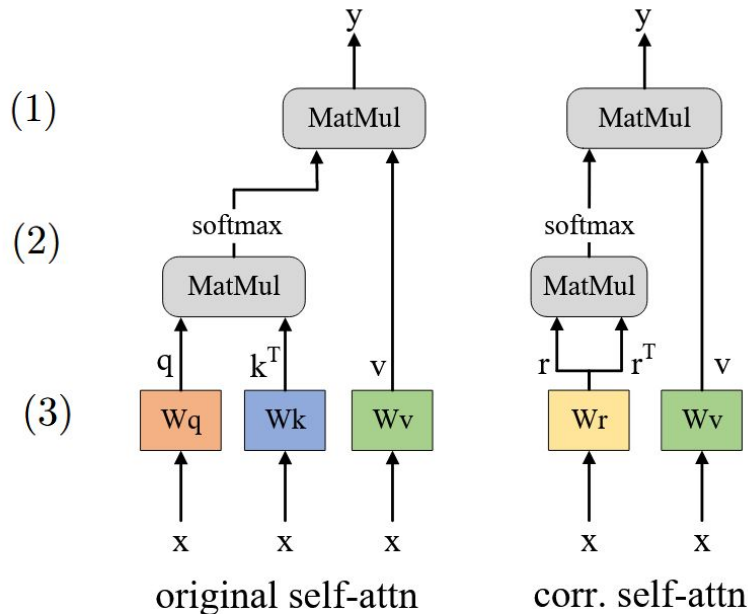 y y
(1) MatMul MatMul
(2) softmax softmax
MatMul MatMul
q k^T v r r^T v
(3) Wq Wk Wv Wr Wv
x x x x x
original self-attn corr. self-attn